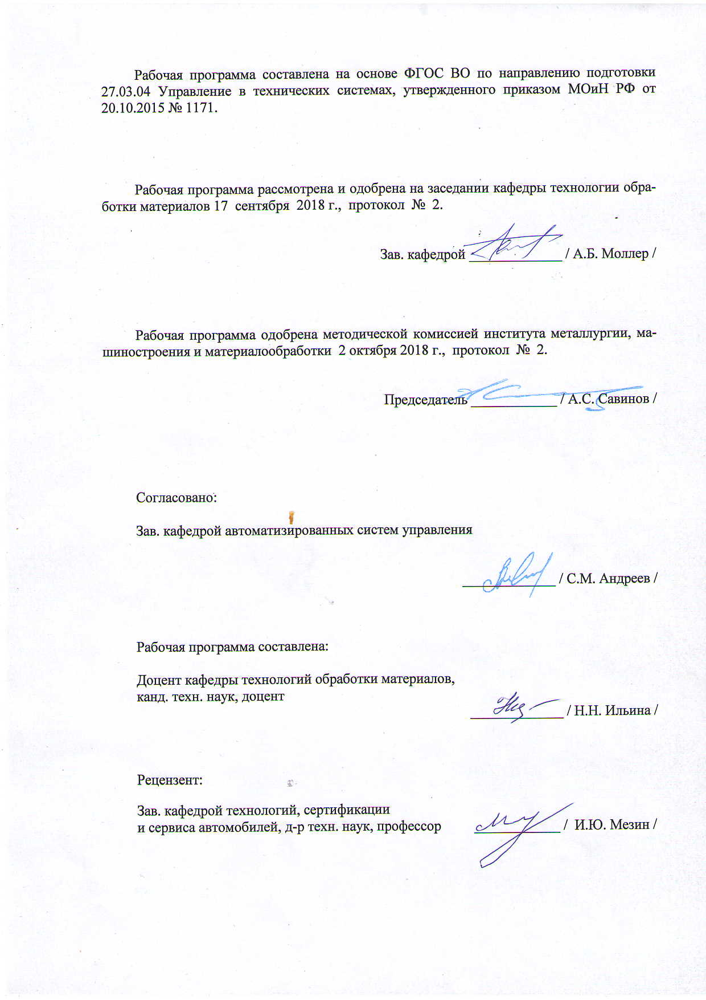 Рабочая программа составлена на основе ФГОС ВО по направлению подготовки
27.03.04 Управление в технических системах, утвержденного приказом МОиН РФ от
20.10.2015 № 1171.
Рабочая программа рассмотрена и одобрена на заседании кафедры технологии обра-
ботки материалов 17 сентября 2018 г., протокол № 2.
Зав. кафедрой _____________ / А.Б. Моллер /
Рабочая программа одобрена методической комиссией института металлургии, ма-
шиностроения и материалообработки 2 октября 2018 г., протокол № 2.
Председатель ____________ / А.С. Савинов /
Согласовано:
Зав. кафедрой автоматизированных систем управления
_____________ / С.М. Андреев /
Рабочая программа составлена:
Доцент кафедры технологий обработки материалов,
канд. техн. наук, доцент
_____________ / Н.Н. Ильина /
Рецензент:
Зав. кафедрой технологий, сертификации
и сервиса автомобилей, д-р техн. наук, профессор ____________ / И.Ю. Мезин /